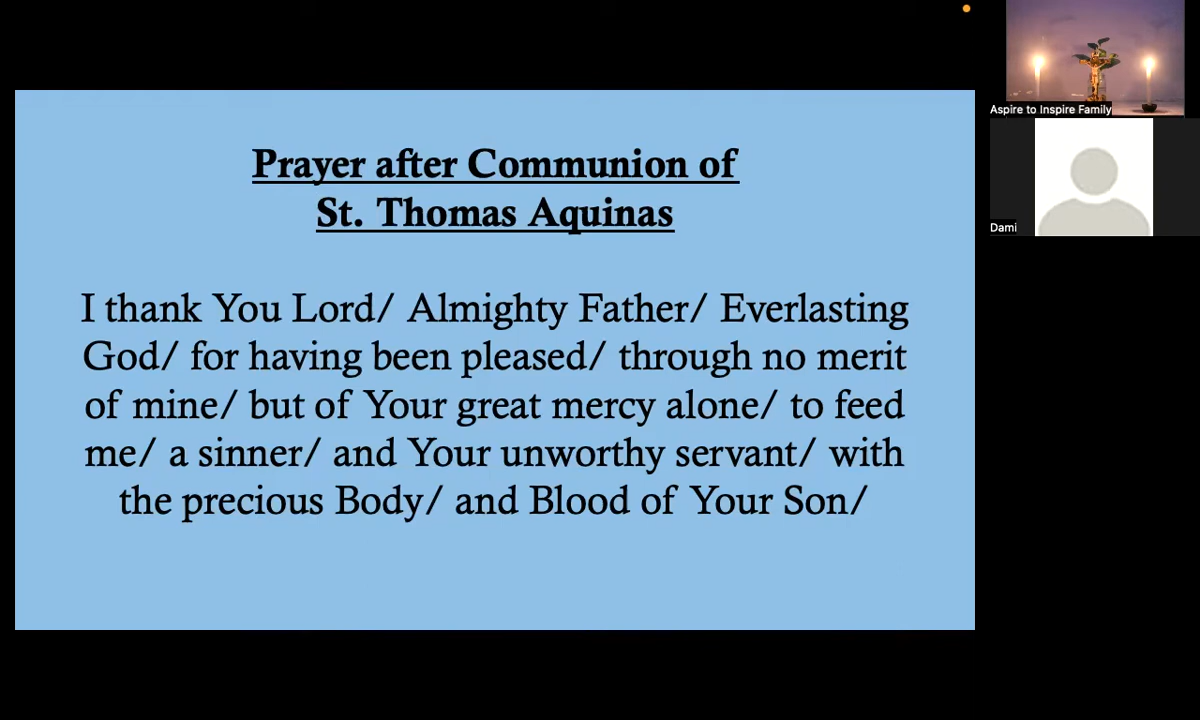 Prayer after Communion of
St. Thomas Aquinas
I thank You Lord/ Almighty Father/ Everlasting
God/ for having been pleased/ through no merit
of mine/ but of Your great mercy alone/ to feed
me/ a sinner/ and Your unworthy servant/ with
the precious Body/ and Blood of Your Son/
Aspire to Inspire Family
Dami